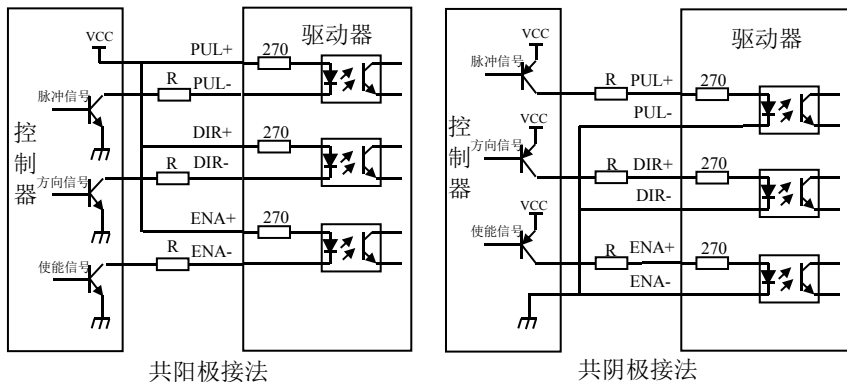 VCC
PUL+
270
驱动器
脉冲信号
R
PUL-
控制器
DIR+
270
方向信号
R
DIR-
ENA+
270
使能信号
R
ENA-
共阳极接法
VCC
驱动器
脉冲信号
R
PUL+
270
PUL-
VCC
控制器
方向信号
R
DIR+
270
DIR-
VCC
使能信号
R
ENA+
270
ENA-
共阴极接法